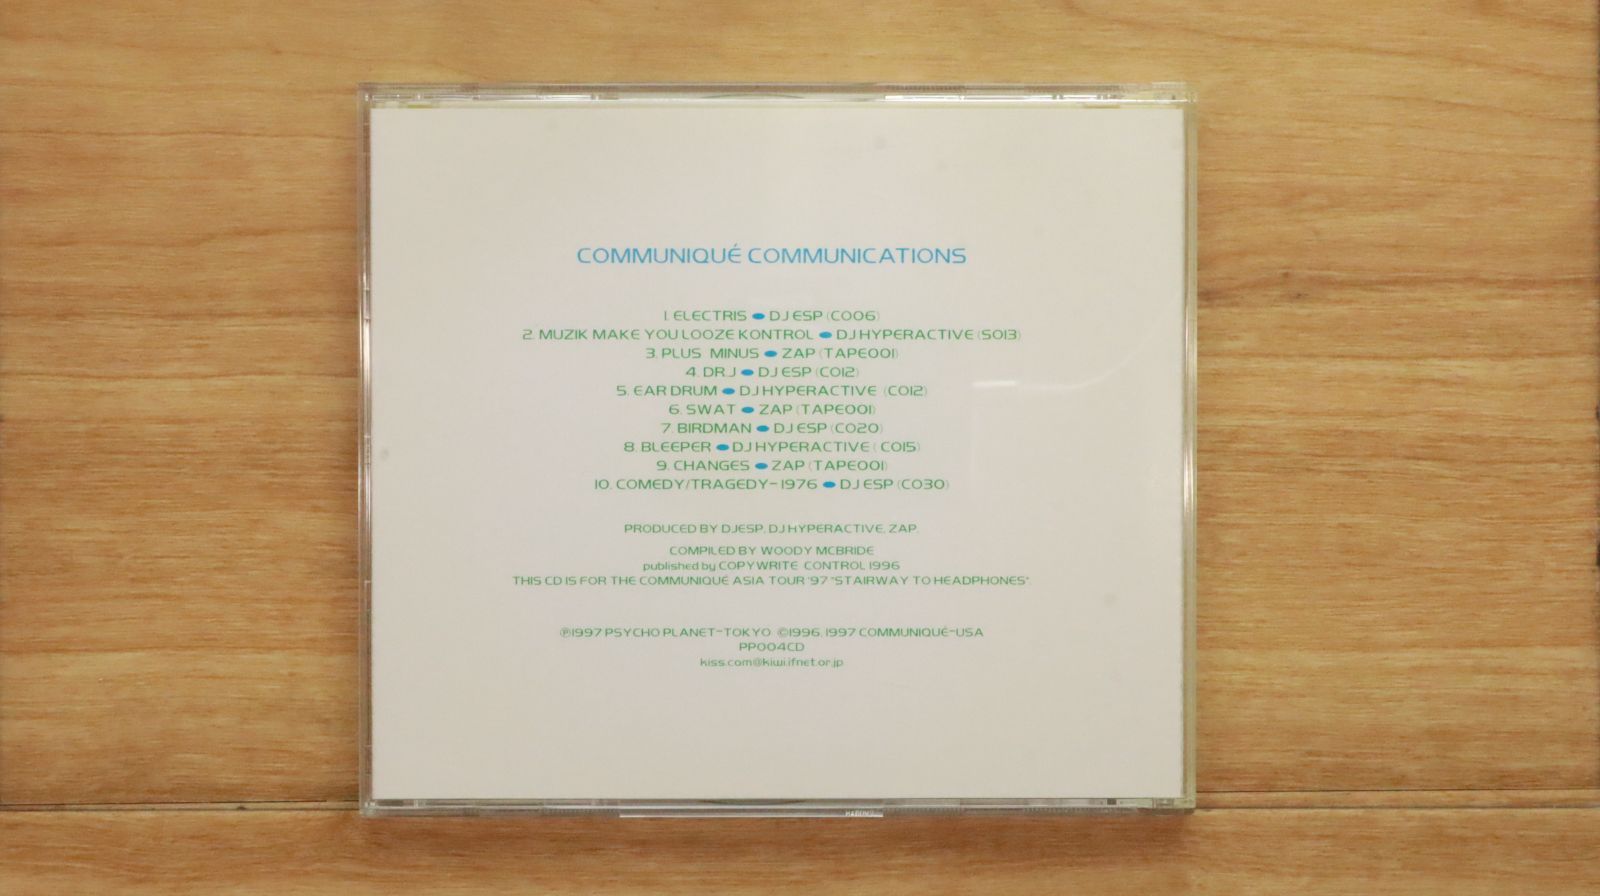 COMMUNIQUÉ COMMUNICATIONS
1. ELECTRIS ● DJ ESP (C006)
2. MUZIK MAKE YOU LOOZE KONTROL ● DJ HYPERACTIVE (S013)
3. PLUS MINUS ● ZAP (TAPE001)
4. DR.J ● DJ ESP (C012)
5. EAR DRUM ● DJ HYPERACTIVE (C012)
6. SWAT ● ZAP (TAPE001)
7. BIRDMAN ● DJ ESP (C020)
8. BLEEPER ● DJ HYPERACTIVE ( C015)
9. CHANGES ● ZAP (TAPE001)
10. COMEDY/TRAGEDY-1976 ● DJ ESP (C030)
PRODUCED BY DJ ESP, DJ HYPERACTIVE, ZAP.
COMPILED BY WOODY MCBRIDE
published by COPYWRITE CONTROL 1996
THIS CD IS FOR THE COMMUNIQUÉ ASIA TOUR '97 "STAIRWAY TO HEADPHONES".
℗1997 PSYCHO PLANET-TOKYO ©1996, 1997 COMMUNIQUÉ-USA
PP004CD
kiss.com@kiwi.ifnet.or.jp